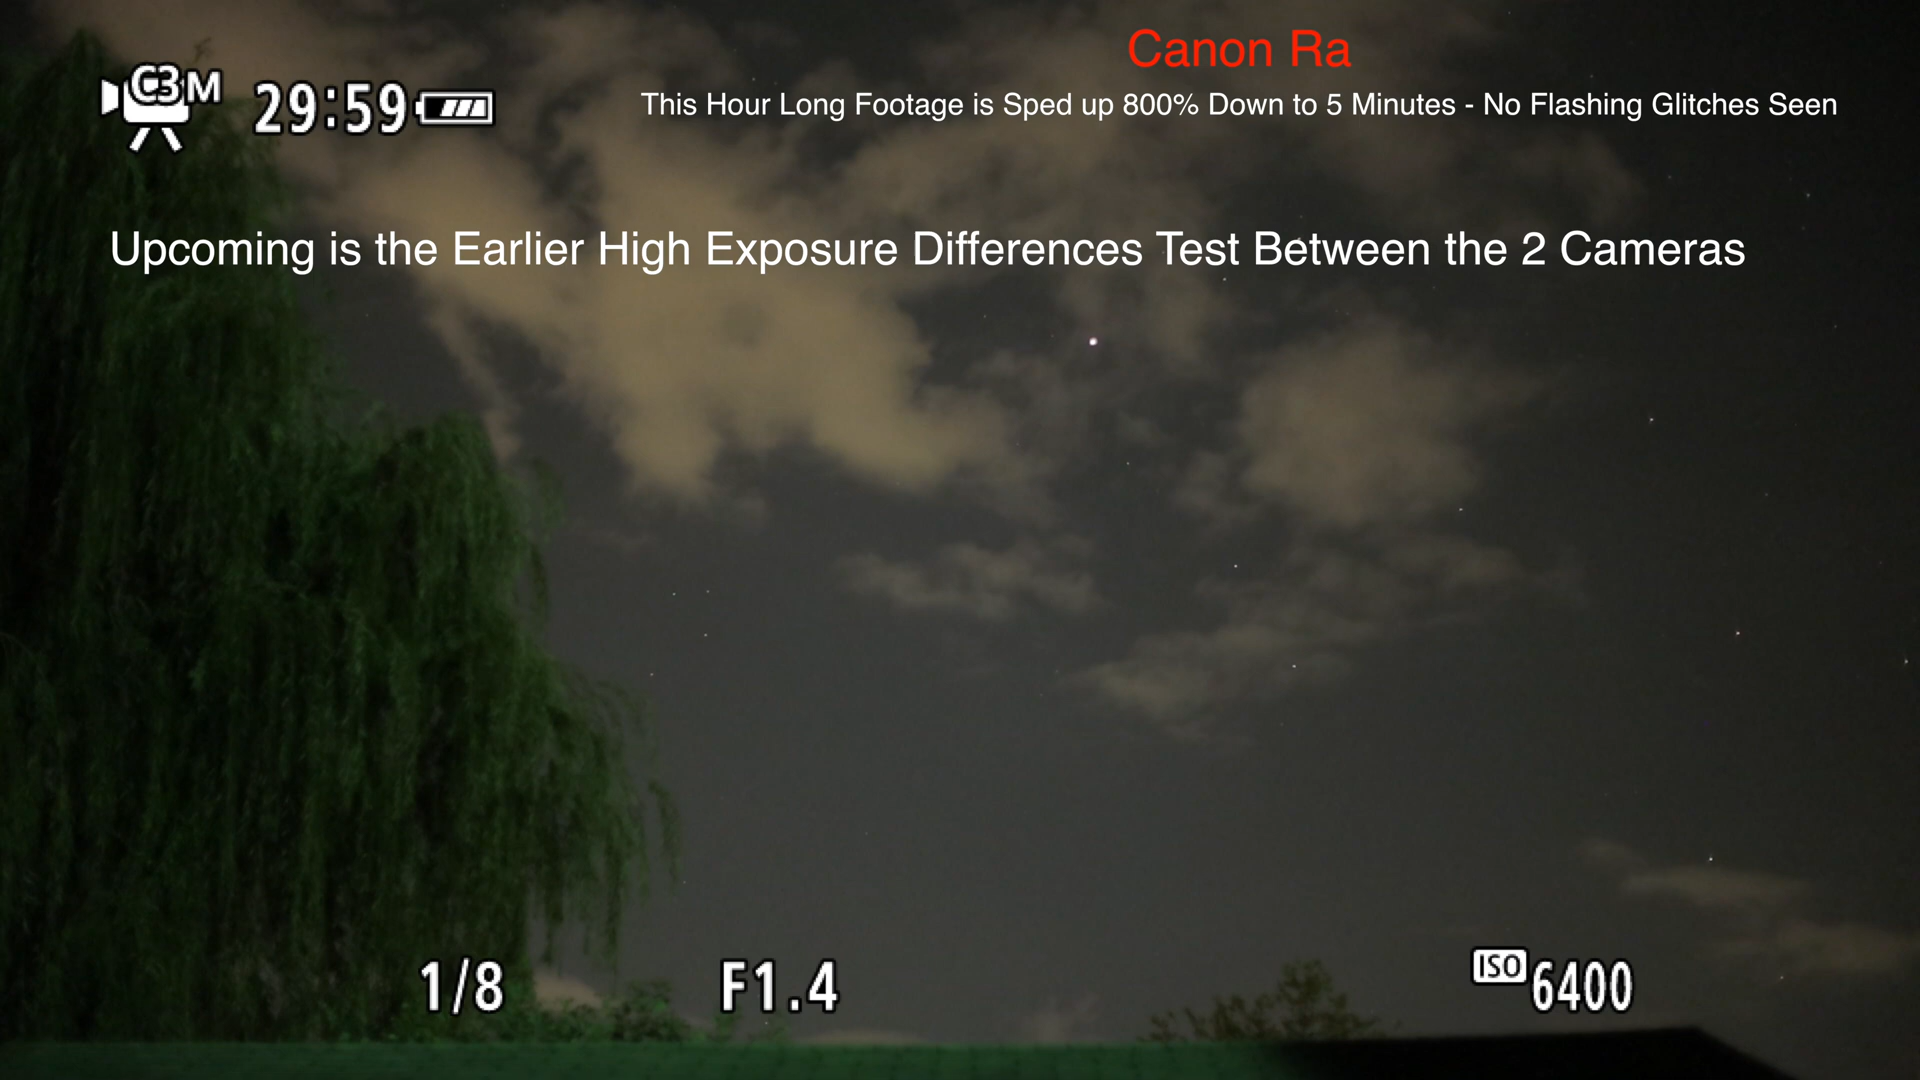 Canon Ra
C3M 29:59
This Hour Long Footage is Sped up 800% Down to 5 Minutes - No Flashing Glitches Seen
Upcoming is the Earlier High Exposure Differences Test Between the 2 Cameras
1/8 F1.4 ISO 6400